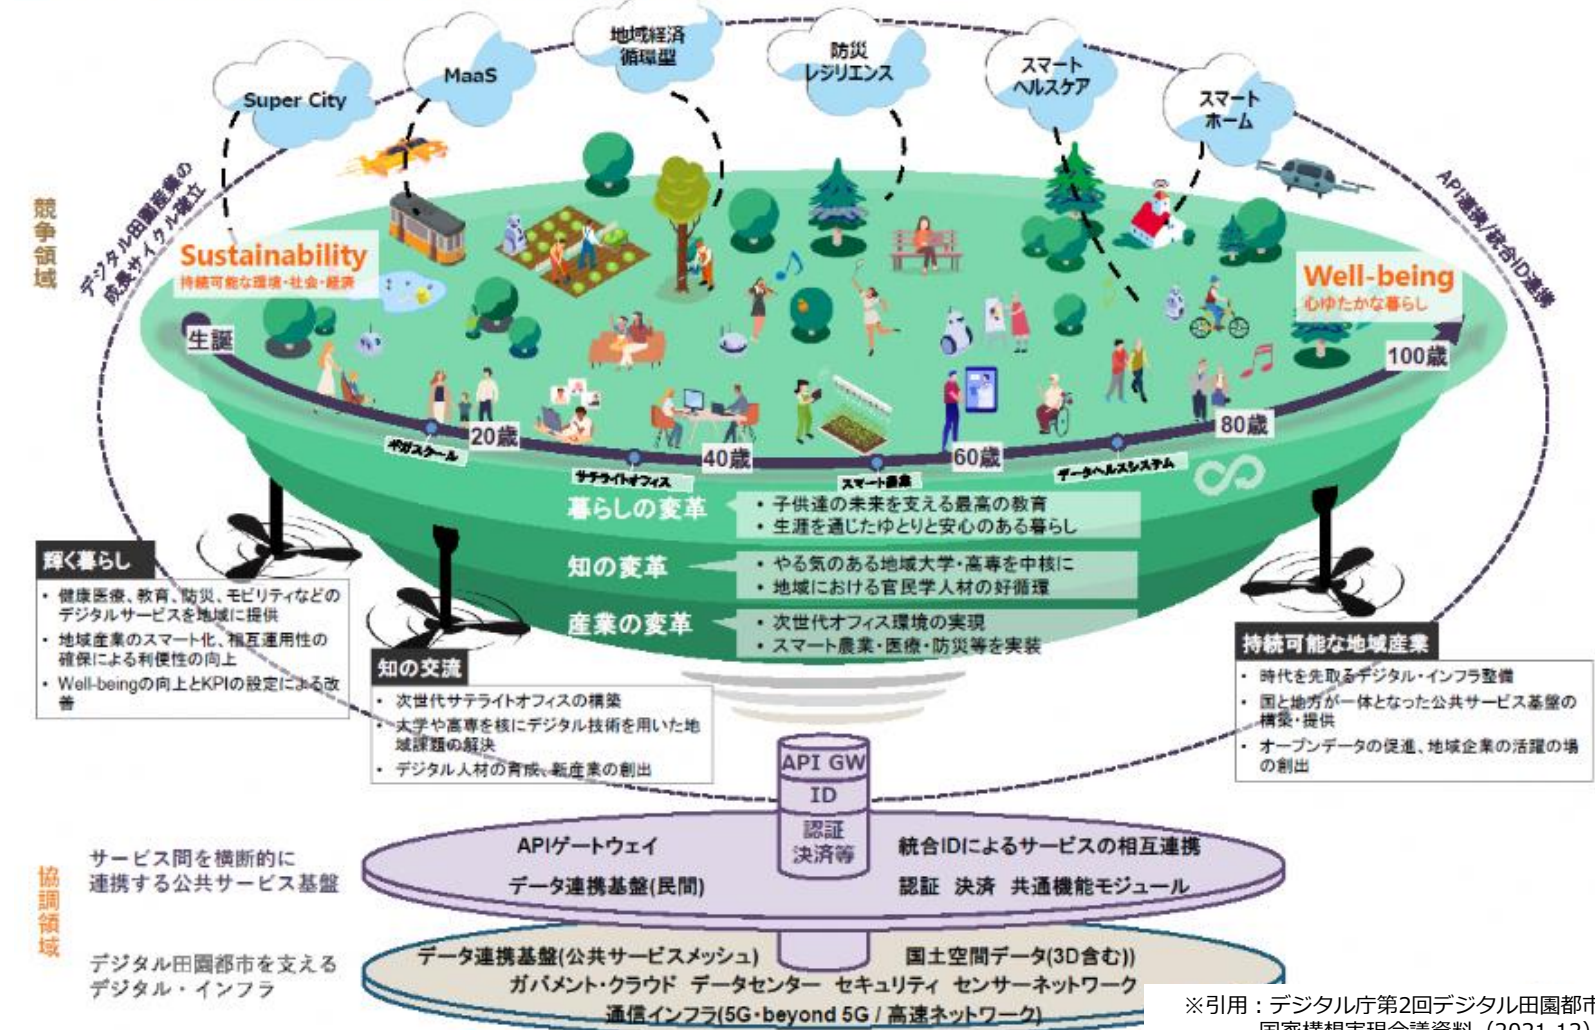 Super City
MaaS
地域経済
循環型
防災
レジリエンス
スマート
ヘルスケア
スマート
ホーム
競争領域
デジタル田園産業の
成長サイクル確立
API連携/統合ID連携
Sustainability
持続可能な環境・社会・経済
Well-being
心ゆたかな暮らし
生誕
20歳
40歳
60歳
80歳
100歳
ギガスクール
サテライトオフィス
スマート農業
データヘルスシステム
暮らしの変革
• 子供達の未来を支える最高の教育
• 生涯を通じたゆとりと安心のある暮らし
知の変革
• やる気のある地域大学・高専を中核に
• 地域における官民学人材の好循環
産業の変革
• 次世代オフィス環境の実現
• スマート農業・医療・防災等を実装
輝く暮らし
• 健康医療、教育、防災、モビリティなどの
デジタルサービスを地域に提供
• 地域産業のスマート化、相互運用性の
確保による利便性の向上
• Well-beingの向上とKPIの設定による改
善
知の交流
• 次世代サテライトオフィスの構築
• 大学や高専を核にデジタル技術を用いた地
域課題の解決
• デジタル人材の育成、新産業の創出
持続可能な地域産業
• 時代を先取るデジタル・インフラ整備
• 国と地方が一体となった公共サービス基盤の
構築・提供
• オープンデータの促進、地域企業の活躍の場
の創出
API GW
ID
認証
決済等
協調領域
サービス間を横断的に
連携する公共サービス基盤
APIゲートウェイ
統合IDによるサービスの相互連携
データ連携基盤(民間)
認証 決済 共通機能モジュール
デジタル田園都市を支える
デジタル・インフラ
データ連携基盤(公共サービスメッシュ)
国土空間データ(3D含む))
ガバメント・クラウド データセンター セキュリティ センサーネットワーク
通信インフラ(5G・beyond 5G / 高速ネットワーク)
※引用：デジタル庁第2回デジタル田園都市
国家構想実現会議資料（2021.12）